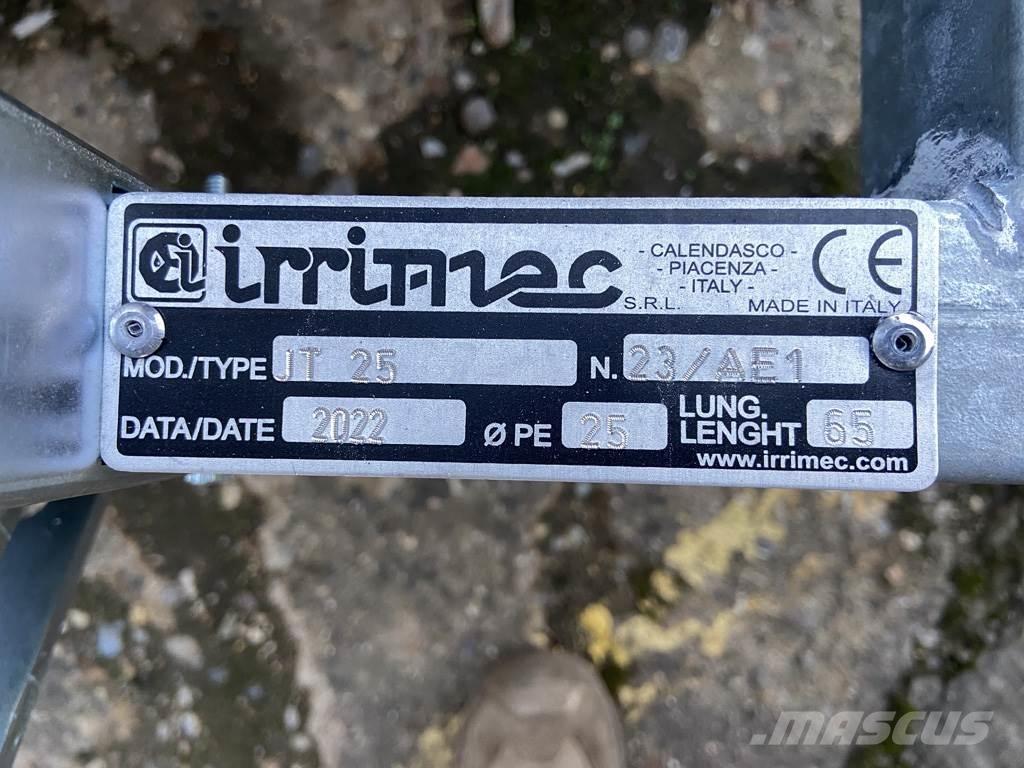 irrimec
S.R.L.
- CALENDASCO -
- PIACENZA -
- ITALY -
CE
MADE IN ITALY
MOD./TYPE JT 25 N. 23/AE1
DATA/DATE 2022 Ø PE 25 LUNG. LENGHT 65
www.irrimec.com
MASCUS